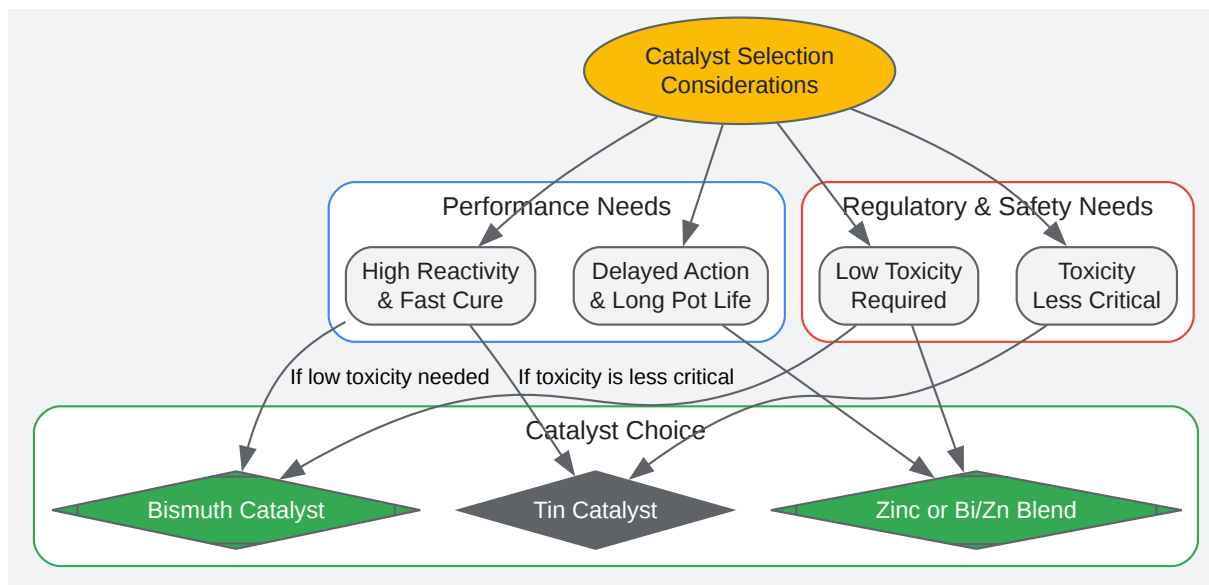 Catalyst Selection
Considerations
Performance Needs
Regulatory & Safety Needs
High Reactivity
& Fast Cure
Delayed Action
& Long Pot Life
Low Toxicity
Required
Toxicity
Less Critical
If low toxicity needed
If toxicity is less critical
Catalyst Choice
Bismuth Catalyst
Tin Catalyst
Zinc or Bi/Zn Blend